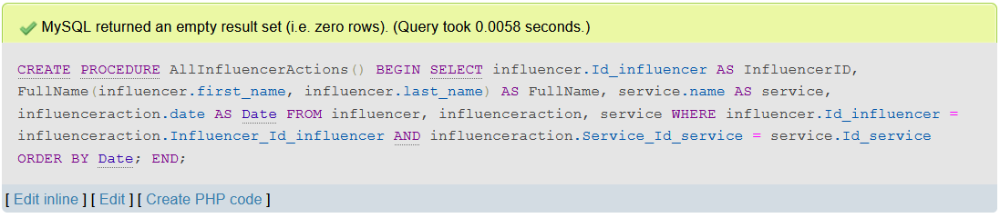 MySQL returned an empty result set (i.e. zero rows). (Query took 0.0058 seconds.)
CREATE PROCEDURE AllInfluencerActions() BEGIN SELECT influencer.Id_influencer AS InfluencerID,
FullName(influencer.first_name, influencer.last_name) AS FullName, service.name AS service,
influenceraction.date AS Date FROM influencer, influenceraction, service WHERE influencer.Id_influencer =
influenceraction.Influencer_Id_influencer AND influenceraction.Service_Id_service = service.Id_service
ORDER BY Date; END;
[ Edit inline ] [ Edit ] [ Create PHP code ]